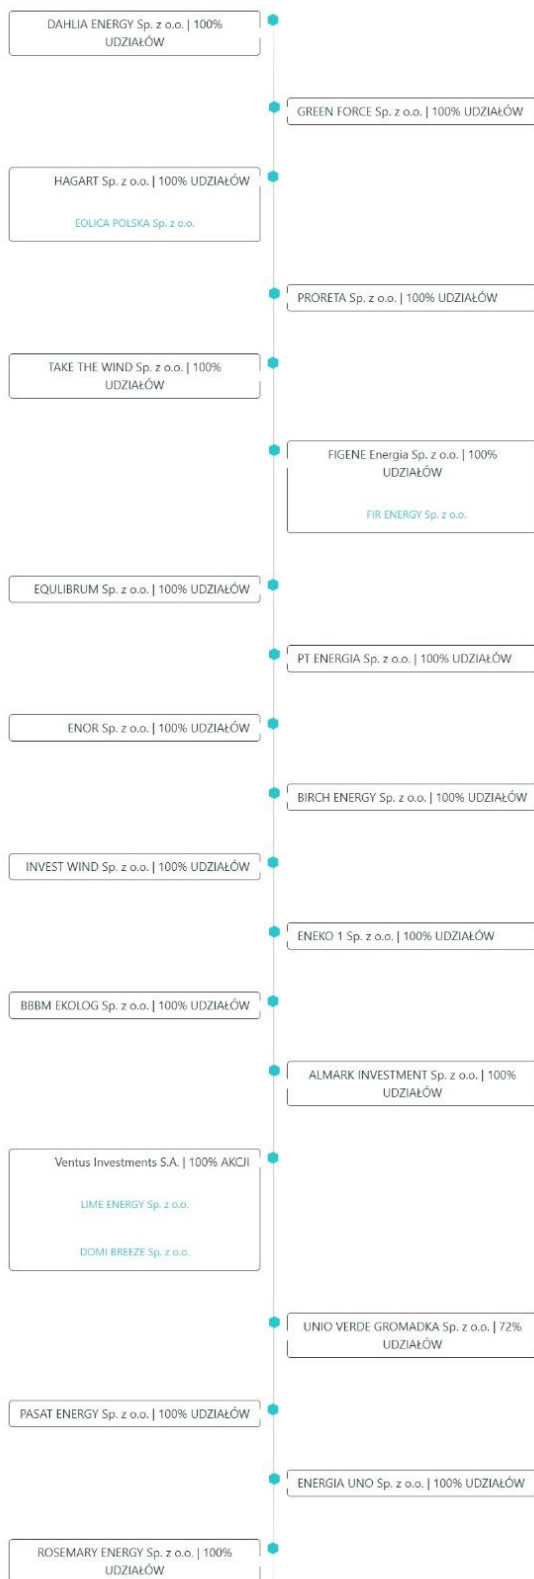 DAHLIA ENERGY Sp. z o.o. | 100%
UDZIAŁÓW
GREEN FORCE Sp. z o.o. | 100% UDZIAŁÓW
HAGART Sp. z o.o. | 100% UDZIAŁÓW
EOLICA POLSKA Sp. z o.o.
PRORETA Sp. z o.o. | 100% UDZIAŁÓW
TAKE THE WIND Sp. z o.o. | 100%
UDZIAŁÓW
FIGENE Energia Sp. z o.o. | 100%
UDZIAŁÓW
FIR ENERGY Sp. z o.o.
EQULIBRUM Sp. z o.o. | 100% UDZIAŁÓW
PT ENERGIA Sp. z o.o. | 100% UDZIAŁÓW
ENOR Sp. z o.o. | 100% UDZIAŁÓW
BIRCH ENERGY Sp. z o.o. | 100% UDZIAŁÓW
INVEST WIND Sp. z o.o. | 100% UDZIAŁÓW
ENEKO 1 Sp. z o.o. | 100% UDZIAŁÓW
BBBM EKOLOG Sp. z o.o. | 100% UDZIAŁÓW
ALMARK INVESTMENT Sp. z o.o. | 100%
UDZIAŁÓW
Ventus Investments S.A. | 100% AKCJI
LIME ENERGY Sp. z o.o.
DOMI BREEZE Sp. z o.o.
UNIO VERDE GROMADKA Sp. z o.o. | 72%
UDZIAŁÓW
PASAT ENERGY Sp. z o.o. | 100% UDZIAŁÓW
ENERGIA UNO Sp. z o.o. | 100% UDZIAŁÓW
ROSEMARY ENERGY Sp. z o.o. | 100%
UDZIAŁÓW